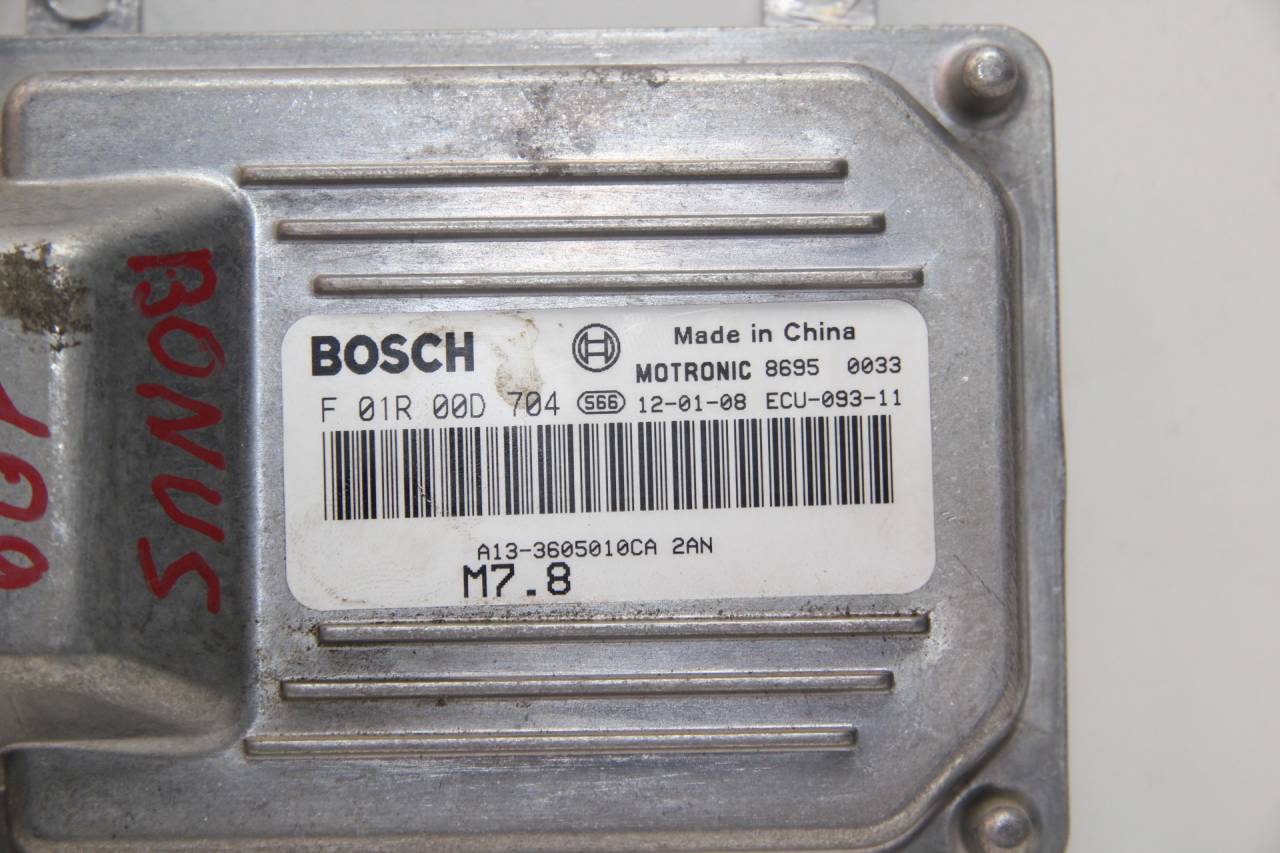 BOSCH Made in China
MOTRONIC 8695 0033
F 01R 00D 704 S66 12-01-08 ECU-093-11
A13-3605010CA 2AN
M7.8
BONUS